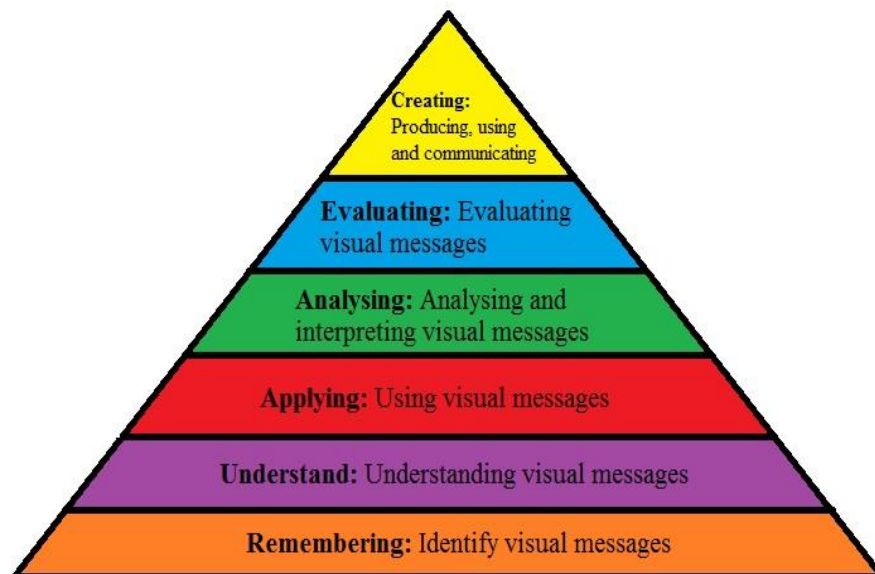 Creating:
Producing, using
and communicating
Evaluating: Evaluating
visual messages
Analysing: Analysing and
interpreting visual messages
Applying: Using visual messages
Understand: Understanding visual messages
Remembering: Identify visual messages